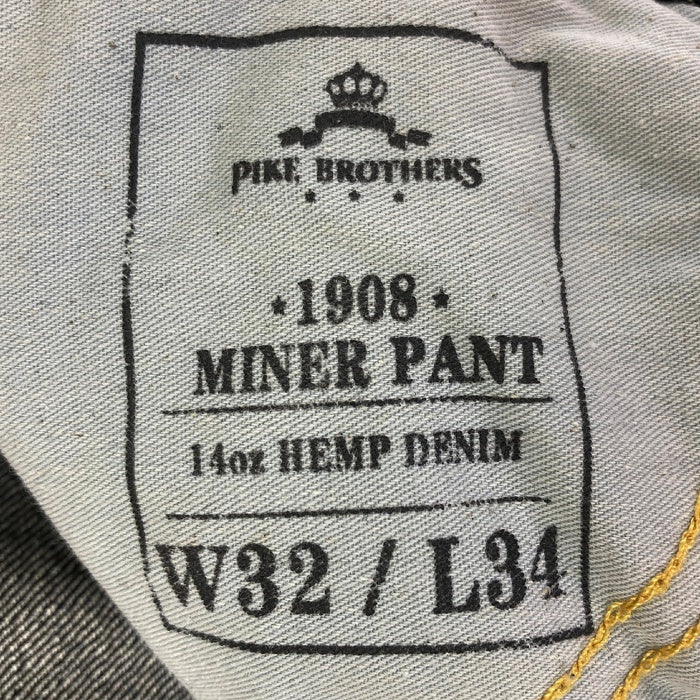 PIKE BROTHERS
1908
MINER PANT
14oz HEMP DENIM
W32 / L34